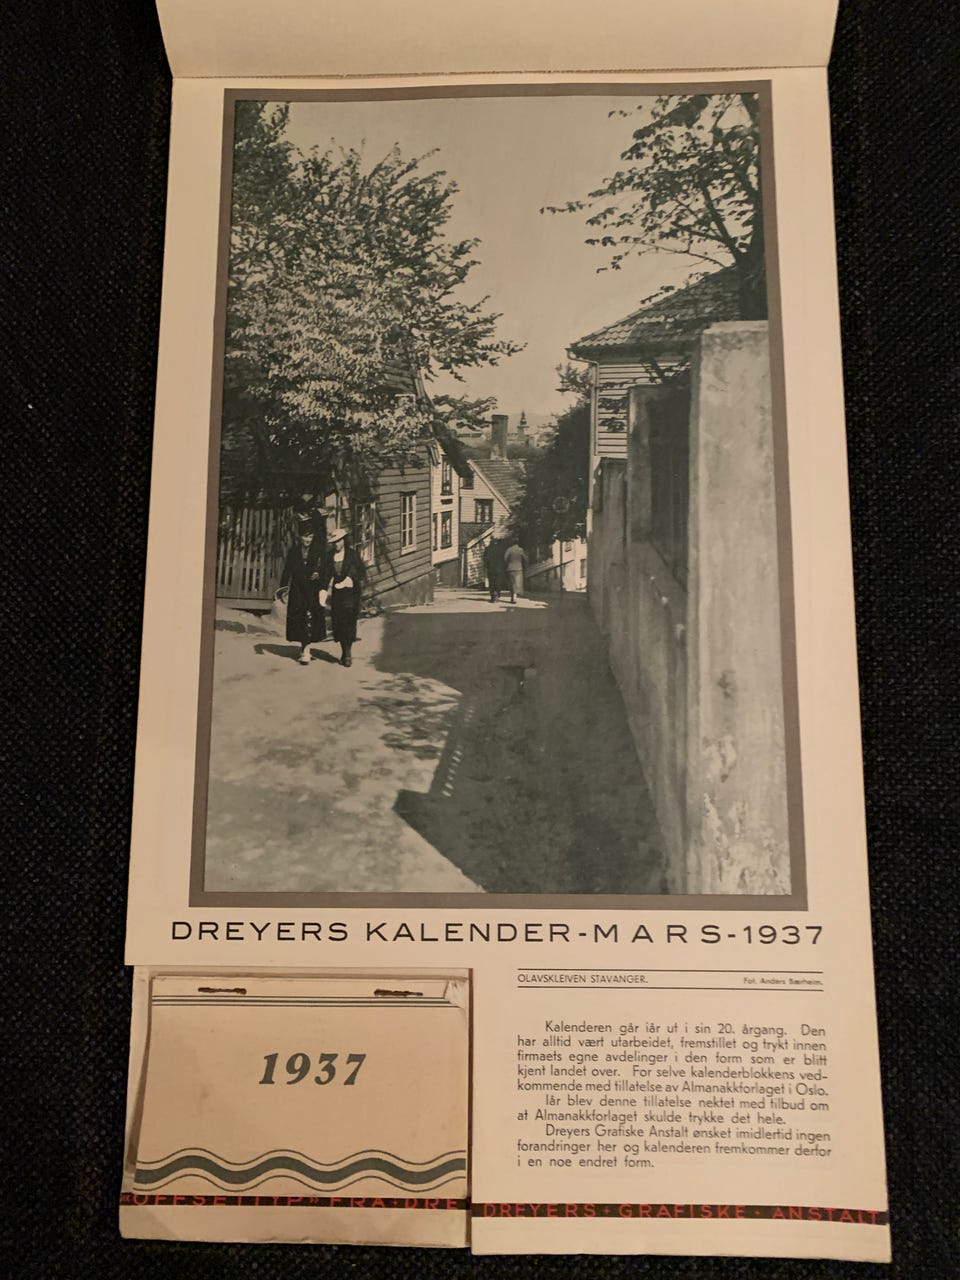 DREYERS KALENDER-MARS-1937
OLAVSKLEIVEN STAVANGER.
Fot. Anders Bærheim.
Kalenderen går iår ut i sin 20. årgang. Den
har alltid vært utarbeidet, fremstillet og trykt innen
firmaets egne avdelinger i den form som er blitt
kjent landet over. For selve kalenderblokkens ved-
kommende med tillatelse av Almanakkforlaget i Oslo.
Iår blev denne tillatelse nektet med tilbud om
at Almanakkforlaget skulde trykke det hele.
Dreyers Grafiske Anstalt ønsket imidlertid ingen
forandringer her og kalenderen fremkommer derfor
i en noe endret form.
1937
«OFFSETTYP» FRA DRE
DREYERS · GRAFISKE · ANSTALT